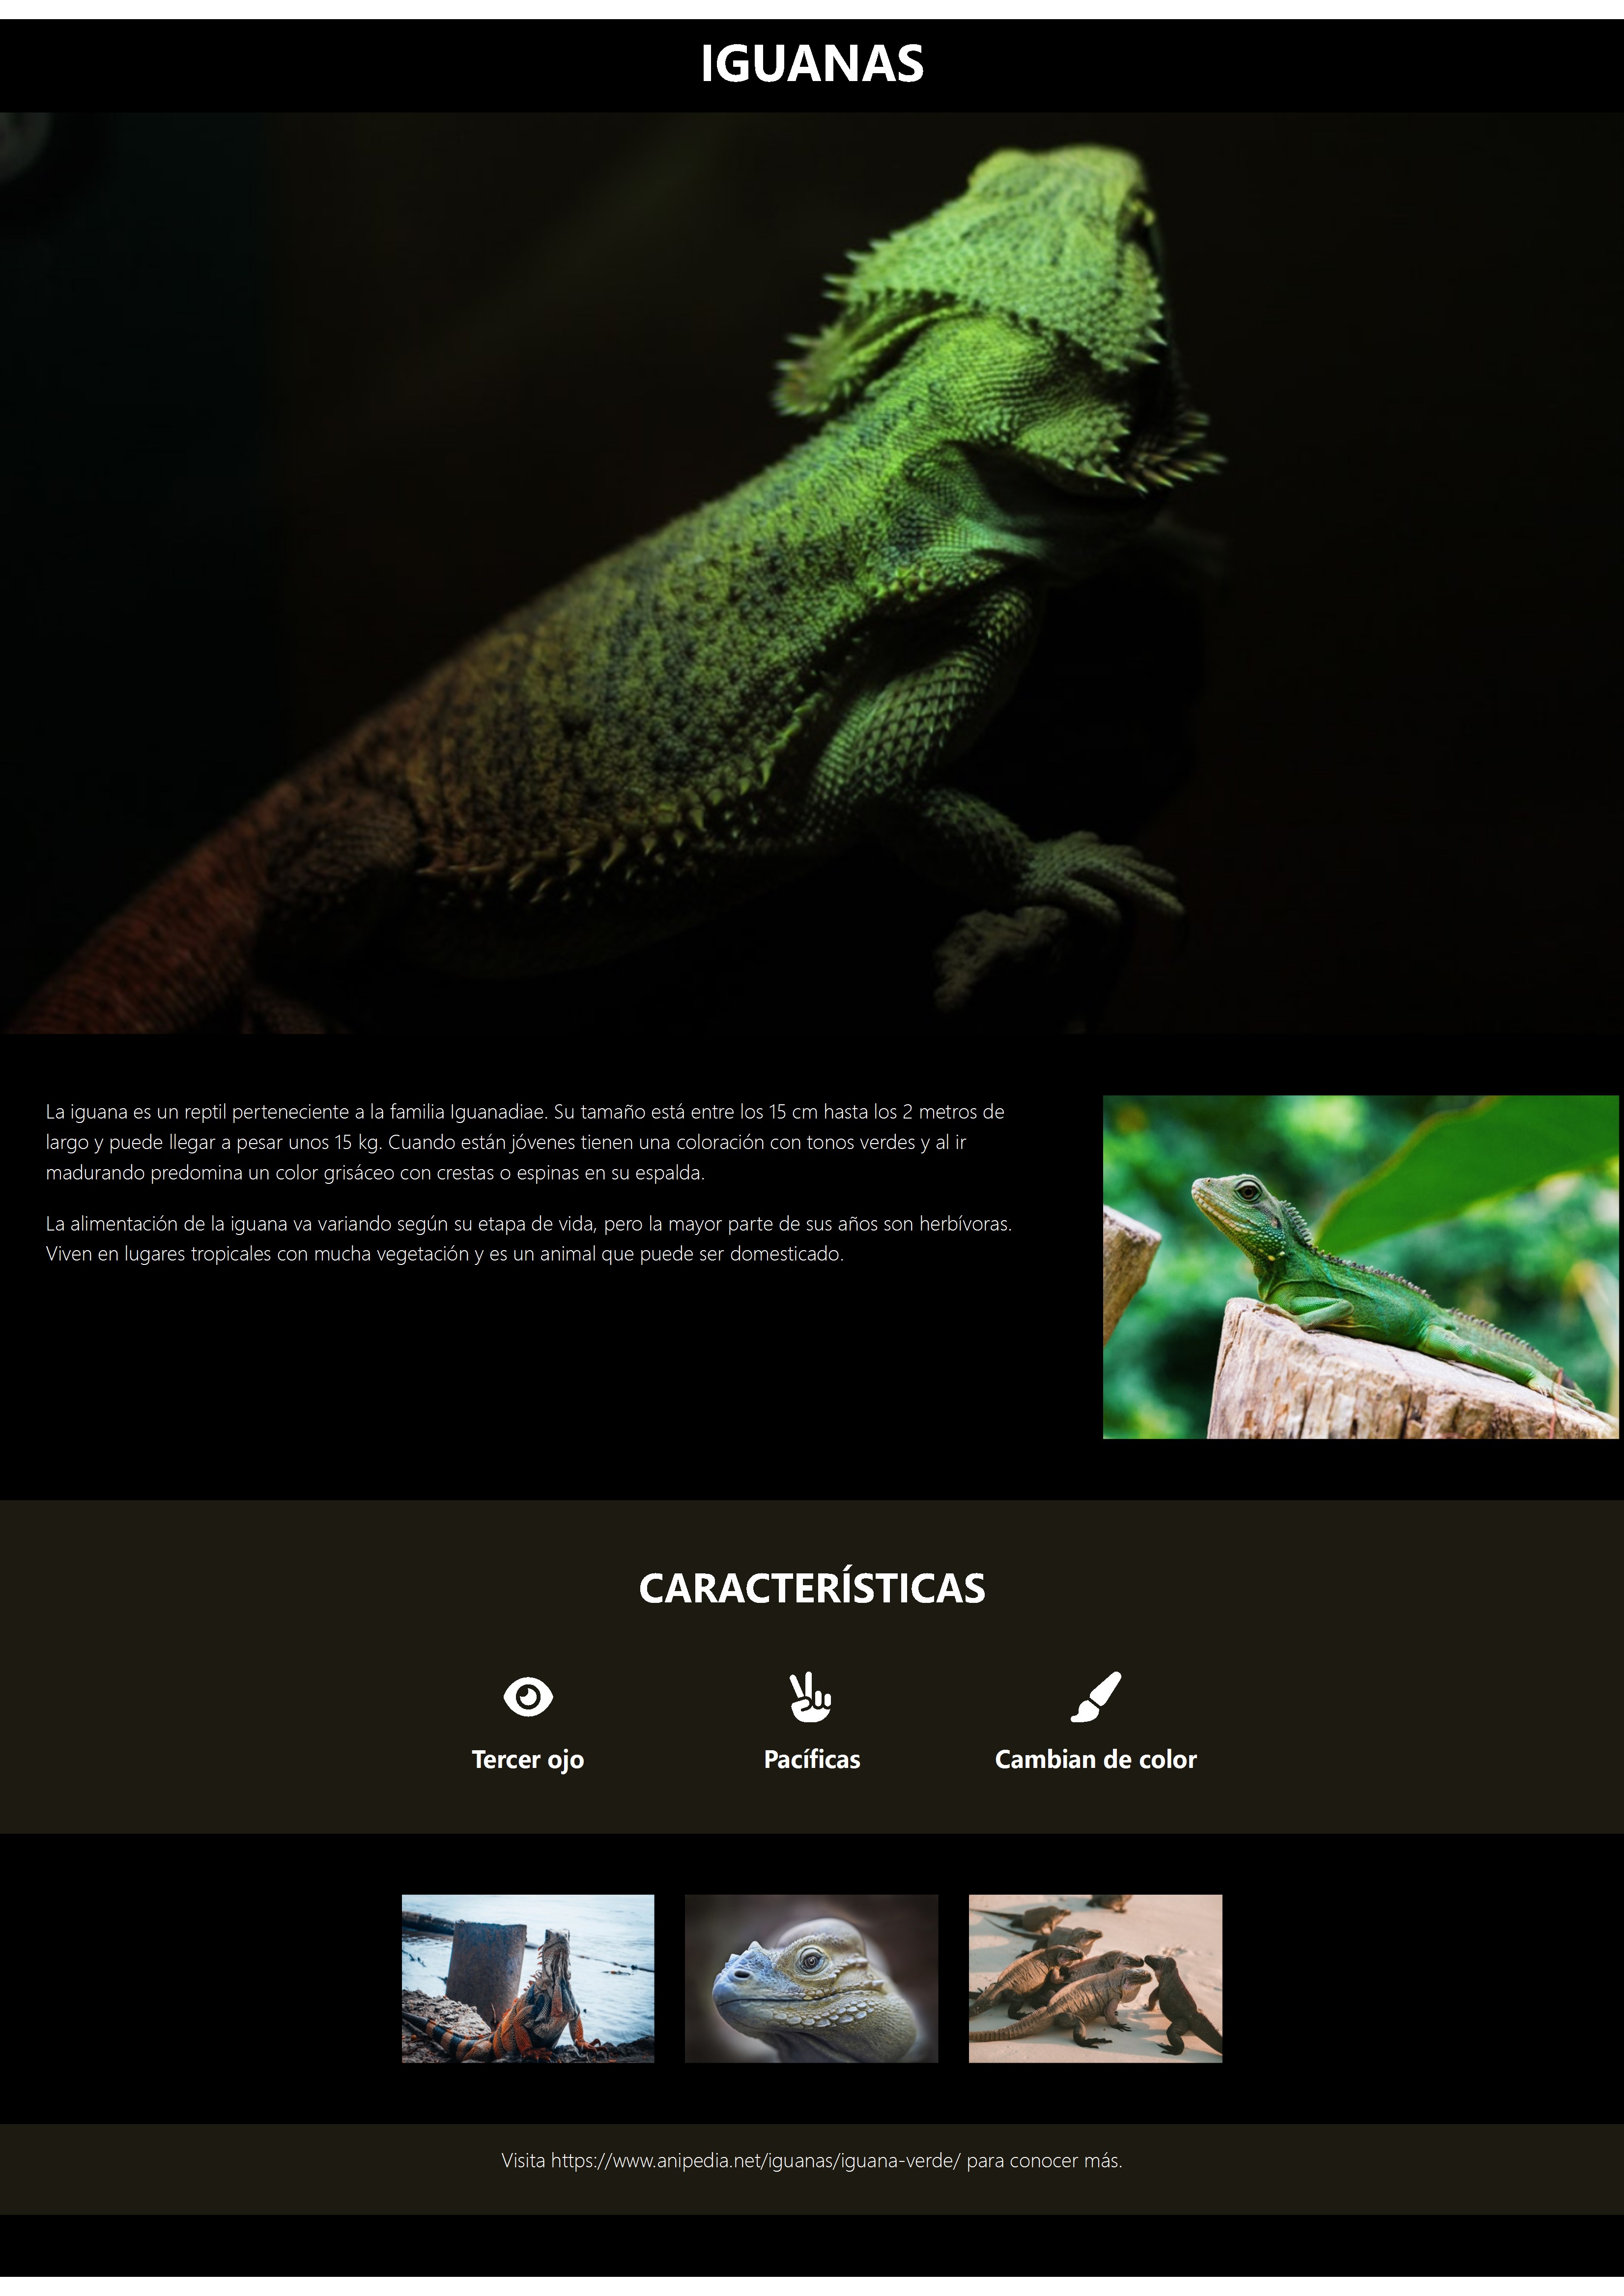 IGUANAS
La iguana es un reptil perteneciente a la familia Iguanadiae. Su tamaño está entre los 15 cm hasta los 2 metros de
largo y puede llegar a pesar unos 15 kg. Cuando están jóvenes tienen una coloración con tonos verdes y al ir
madurando predomina un color grisáceo con crestas o espinas en su espalda.
La alimentación de la iguana va variando según su etapa de vida, pero la mayor parte de sus años son herbívoras.
Viven en lugares tropicales con mucha vegetación y es un animal que puede ser domesticado.
CARACTERÍSTICAS
Tercer ojo
Pacíficas
Cambian de color
Visita https://www.anipedia.net/iguanas/iguana-verde/ para conocer más.